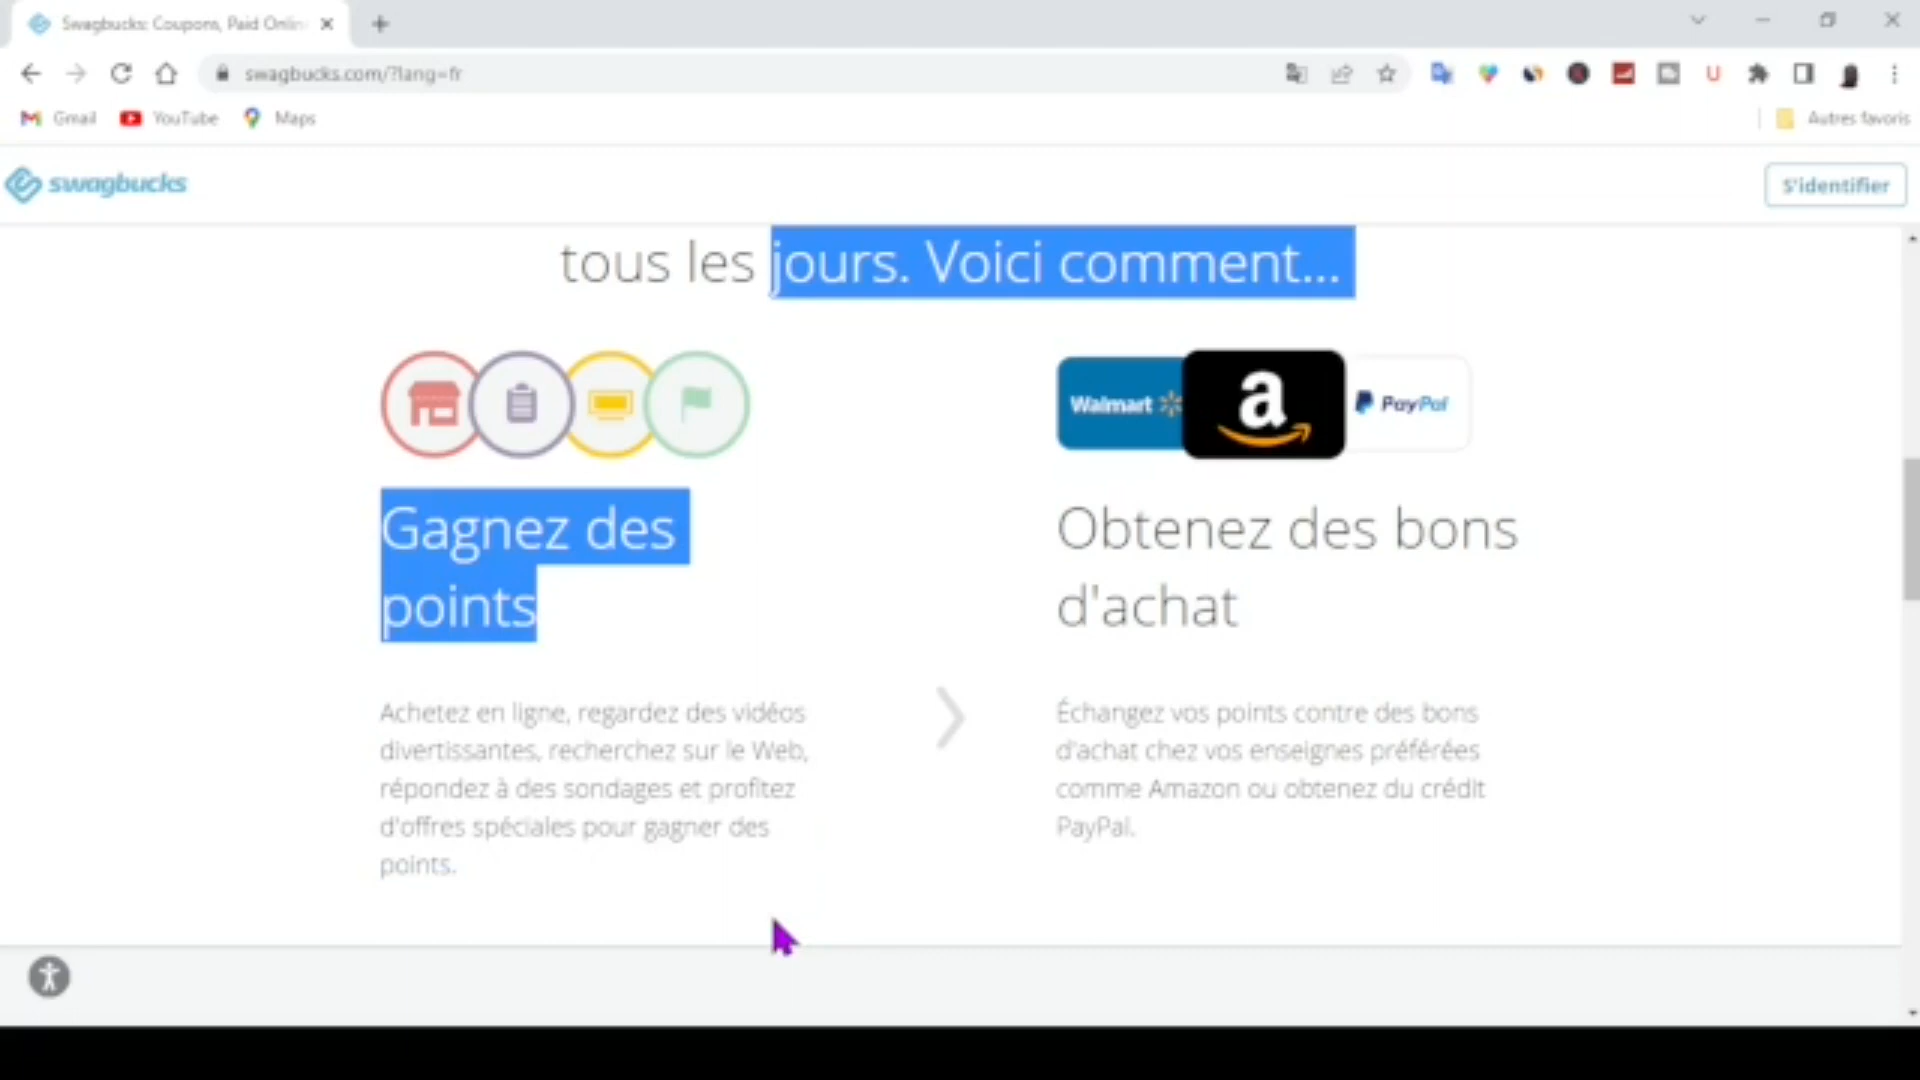 Swagbucks: Coupons, Paid Onlin
swagbucks.com/?lang=fr
Gmail YouTube Maps Autres favoris
swagbucks S'identifier
tous les jours. Voici comment...
Walmart a PayPal
Gagnez des
points
Obtenez des bons
d'achat
Achetez en ligne, regardez des vidéos
divertissantes, recherchez sur le Web,
répondez à des sondages et profitez
d'offres spéciales pour gagner des
points.
Échangez vos points contre des bons
d'achat chez vos enseignes préférées
comme Amazon ou obtenez du crédit
PayPal.